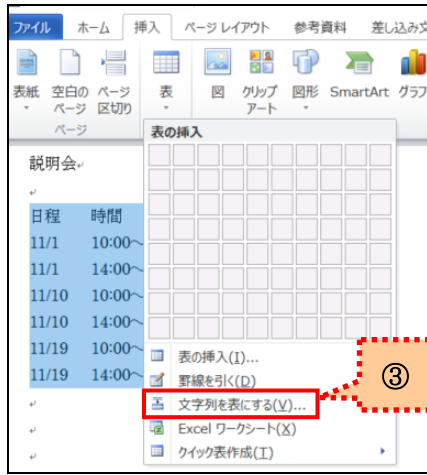 ファイル ホーム 挿入 ページ レイアウト 参考資料 差し込み文
表紙 空白の ページ 表 図 クリップ 図形 SmartArt グラフ
ページ 区切り アート
ページ
表の挿入
説明会
日程 時間
11/1 10:00～
11/1 14:00～
11/10 10:00～
11/10 14:00～
11/19 10:00～
11/19 14:00～
表の挿入(I)...
罫線を引く(D)
文字列を表にする(V)...
Excel ワークシート(X)
クイック表作成(T)
③